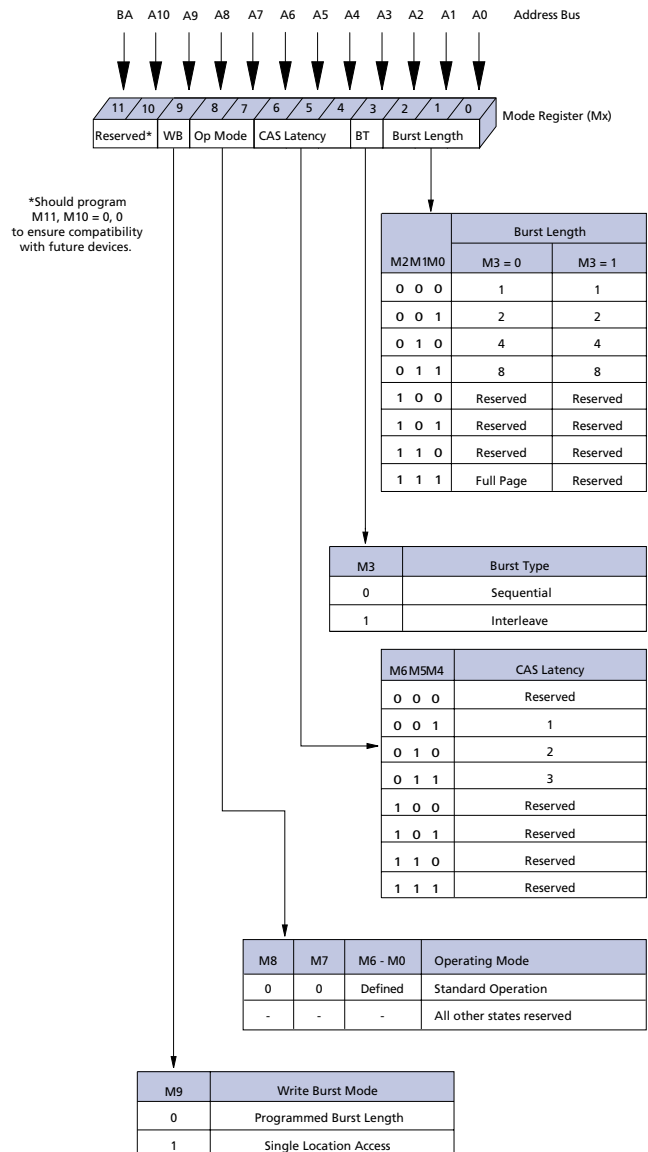 BA A10 A9 A8 A7 A6 A5 A4 A3 A2 A1 A0 Address Bus
11 10 9 8 7 6 5 4 3 2 1 0 Mode Register (Mx)
Reserved* WB Op Mode CAS Latency BT Burst Length
*Should program
M11, M10 = 0, 0
to ensure compatibility
with future devices.
Burst Length
M2M1M0 M3 = 0 M3 = 1
0 0 0 1 1
0 0 1 2 2
0 1 0 4 4
0 1 1 8 8
1 0 0 Reserved Reserved
1 0 1 Reserved Reserved
1 1 0 Reserved Reserved
1 1 1 Full Page Reserved
M3 Burst Type
0 Sequential
1 Interleave
M6M5M4 CAS Latency
0 0 0 Reserved
0 0 1 1
0 1 0 2
0 1 1 3
1 0 0 Reserved
1 0 1 Reserved
1 1 0 Reserved
1 1 1 Reserved
M8 M7 M6 - M0 Operating Mode
0 0 Defined Standard Operation
- - - All other states reserved
M9 Write Burst Mode
0 Programmed Burst Length
1 Single Location Access